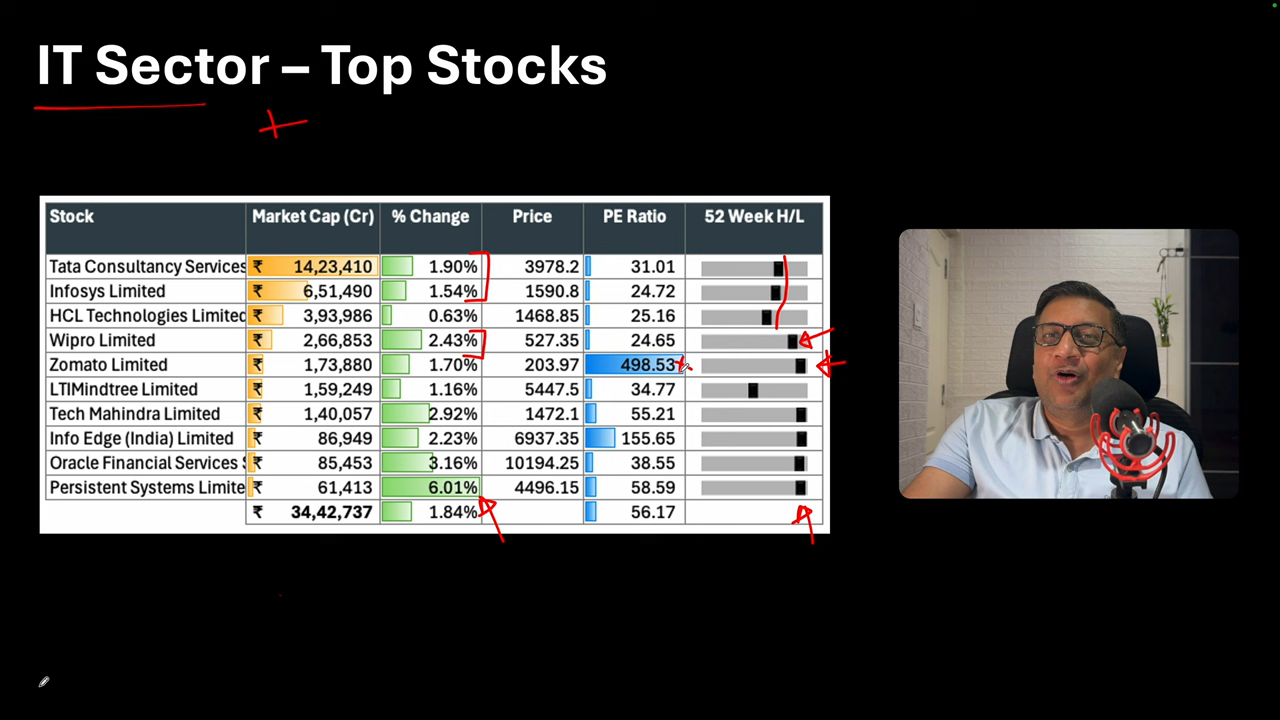 IT Sector – Top Stocks
Stock Market Cap (Cr) % Change Price PE Ratio 52 Week H/L
Tata Consultancy Services ₹ 14,23,410 1.90% 3978.2 31.01
Infosys Limited ₹ 6,51,490 1.54% 1590.8 24.72
HCL Technologies Limited ₹ 3,93,986 0.63% 1468.85 25.16
Wipro Limited ₹ 2,66,853 2.43% 527.35 24.65
Zomato Limited ₹ 1,73,880 1.70% 203.97 498.53
LTIMindtree Limited ₹ 1,59,249 1.16% 5447.5 34.77
Tech Mahindra Limited ₹ 1,40,057 2.92% 1472.1 55.21
Info Edge (India) Limited ₹ 86,949 2.23% 6937.35 155.65
Oracle Financial Services ₹ 85,453 3.16% 10194.25 38.55
Persistent Systems Limite ₹ 61,413 6.01% 4496.15 58.59
₹ 34,42,737 1.84% 56.17